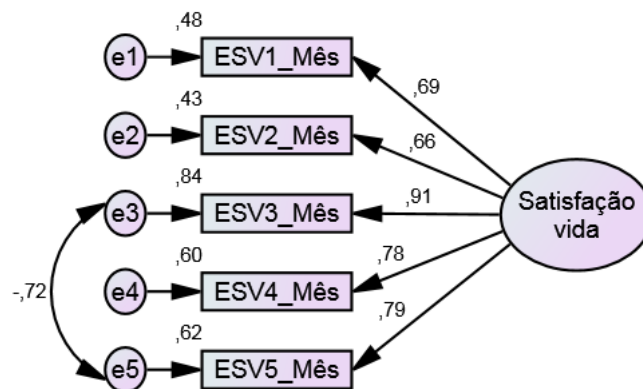 ,48
e1
ESV1_Mês
,69
,43
e2
ESV2_Mês
,66
,84
e3
ESV3_Mês
,91
Satisfação
vida
,60
e4
ESV4_Mês
,78
-,72
,62
e5
ESV5_Mês
,79